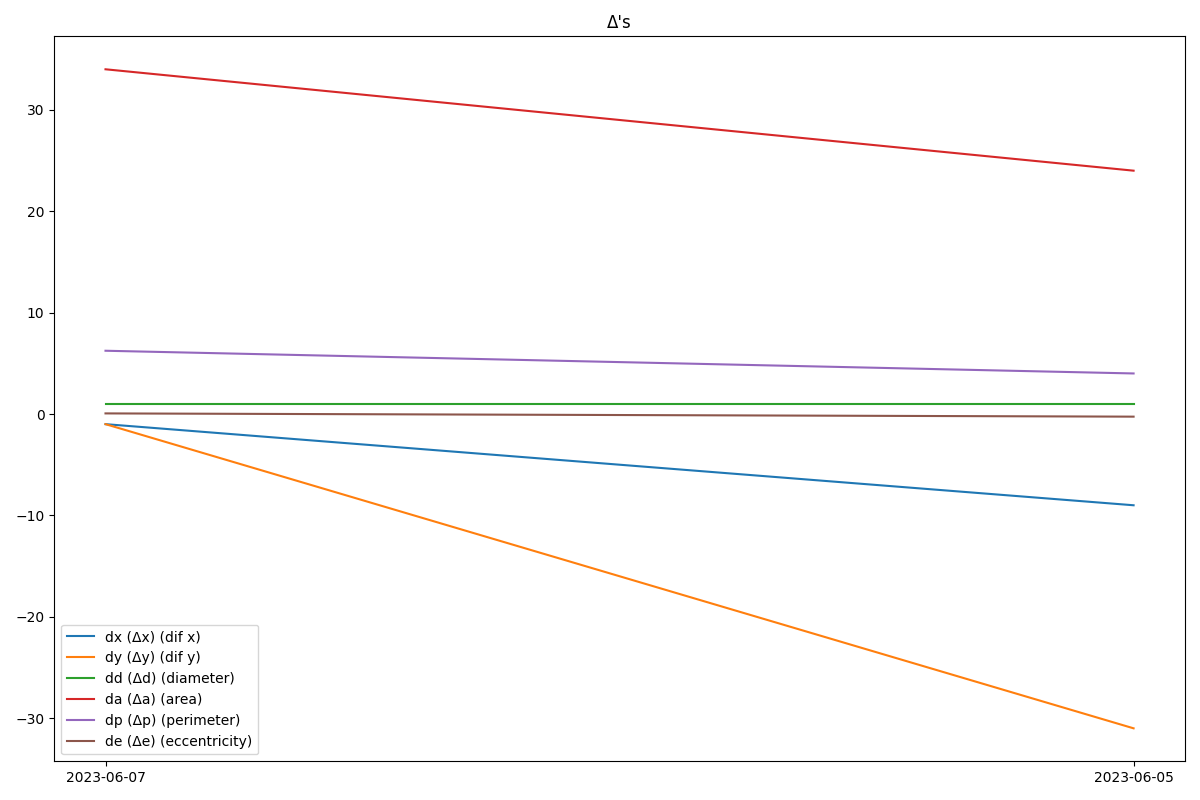 Δ's
30
20
10
0
−10
−20
−30
dx (Δx) (dif x)
dy (Δy) (dif y)
dd (Δd) (diameter)
da (Δa) (area)
dp (Δp) (perimeter)
de (Δe) (eccentricity)
2023-06-07
2023-06-05